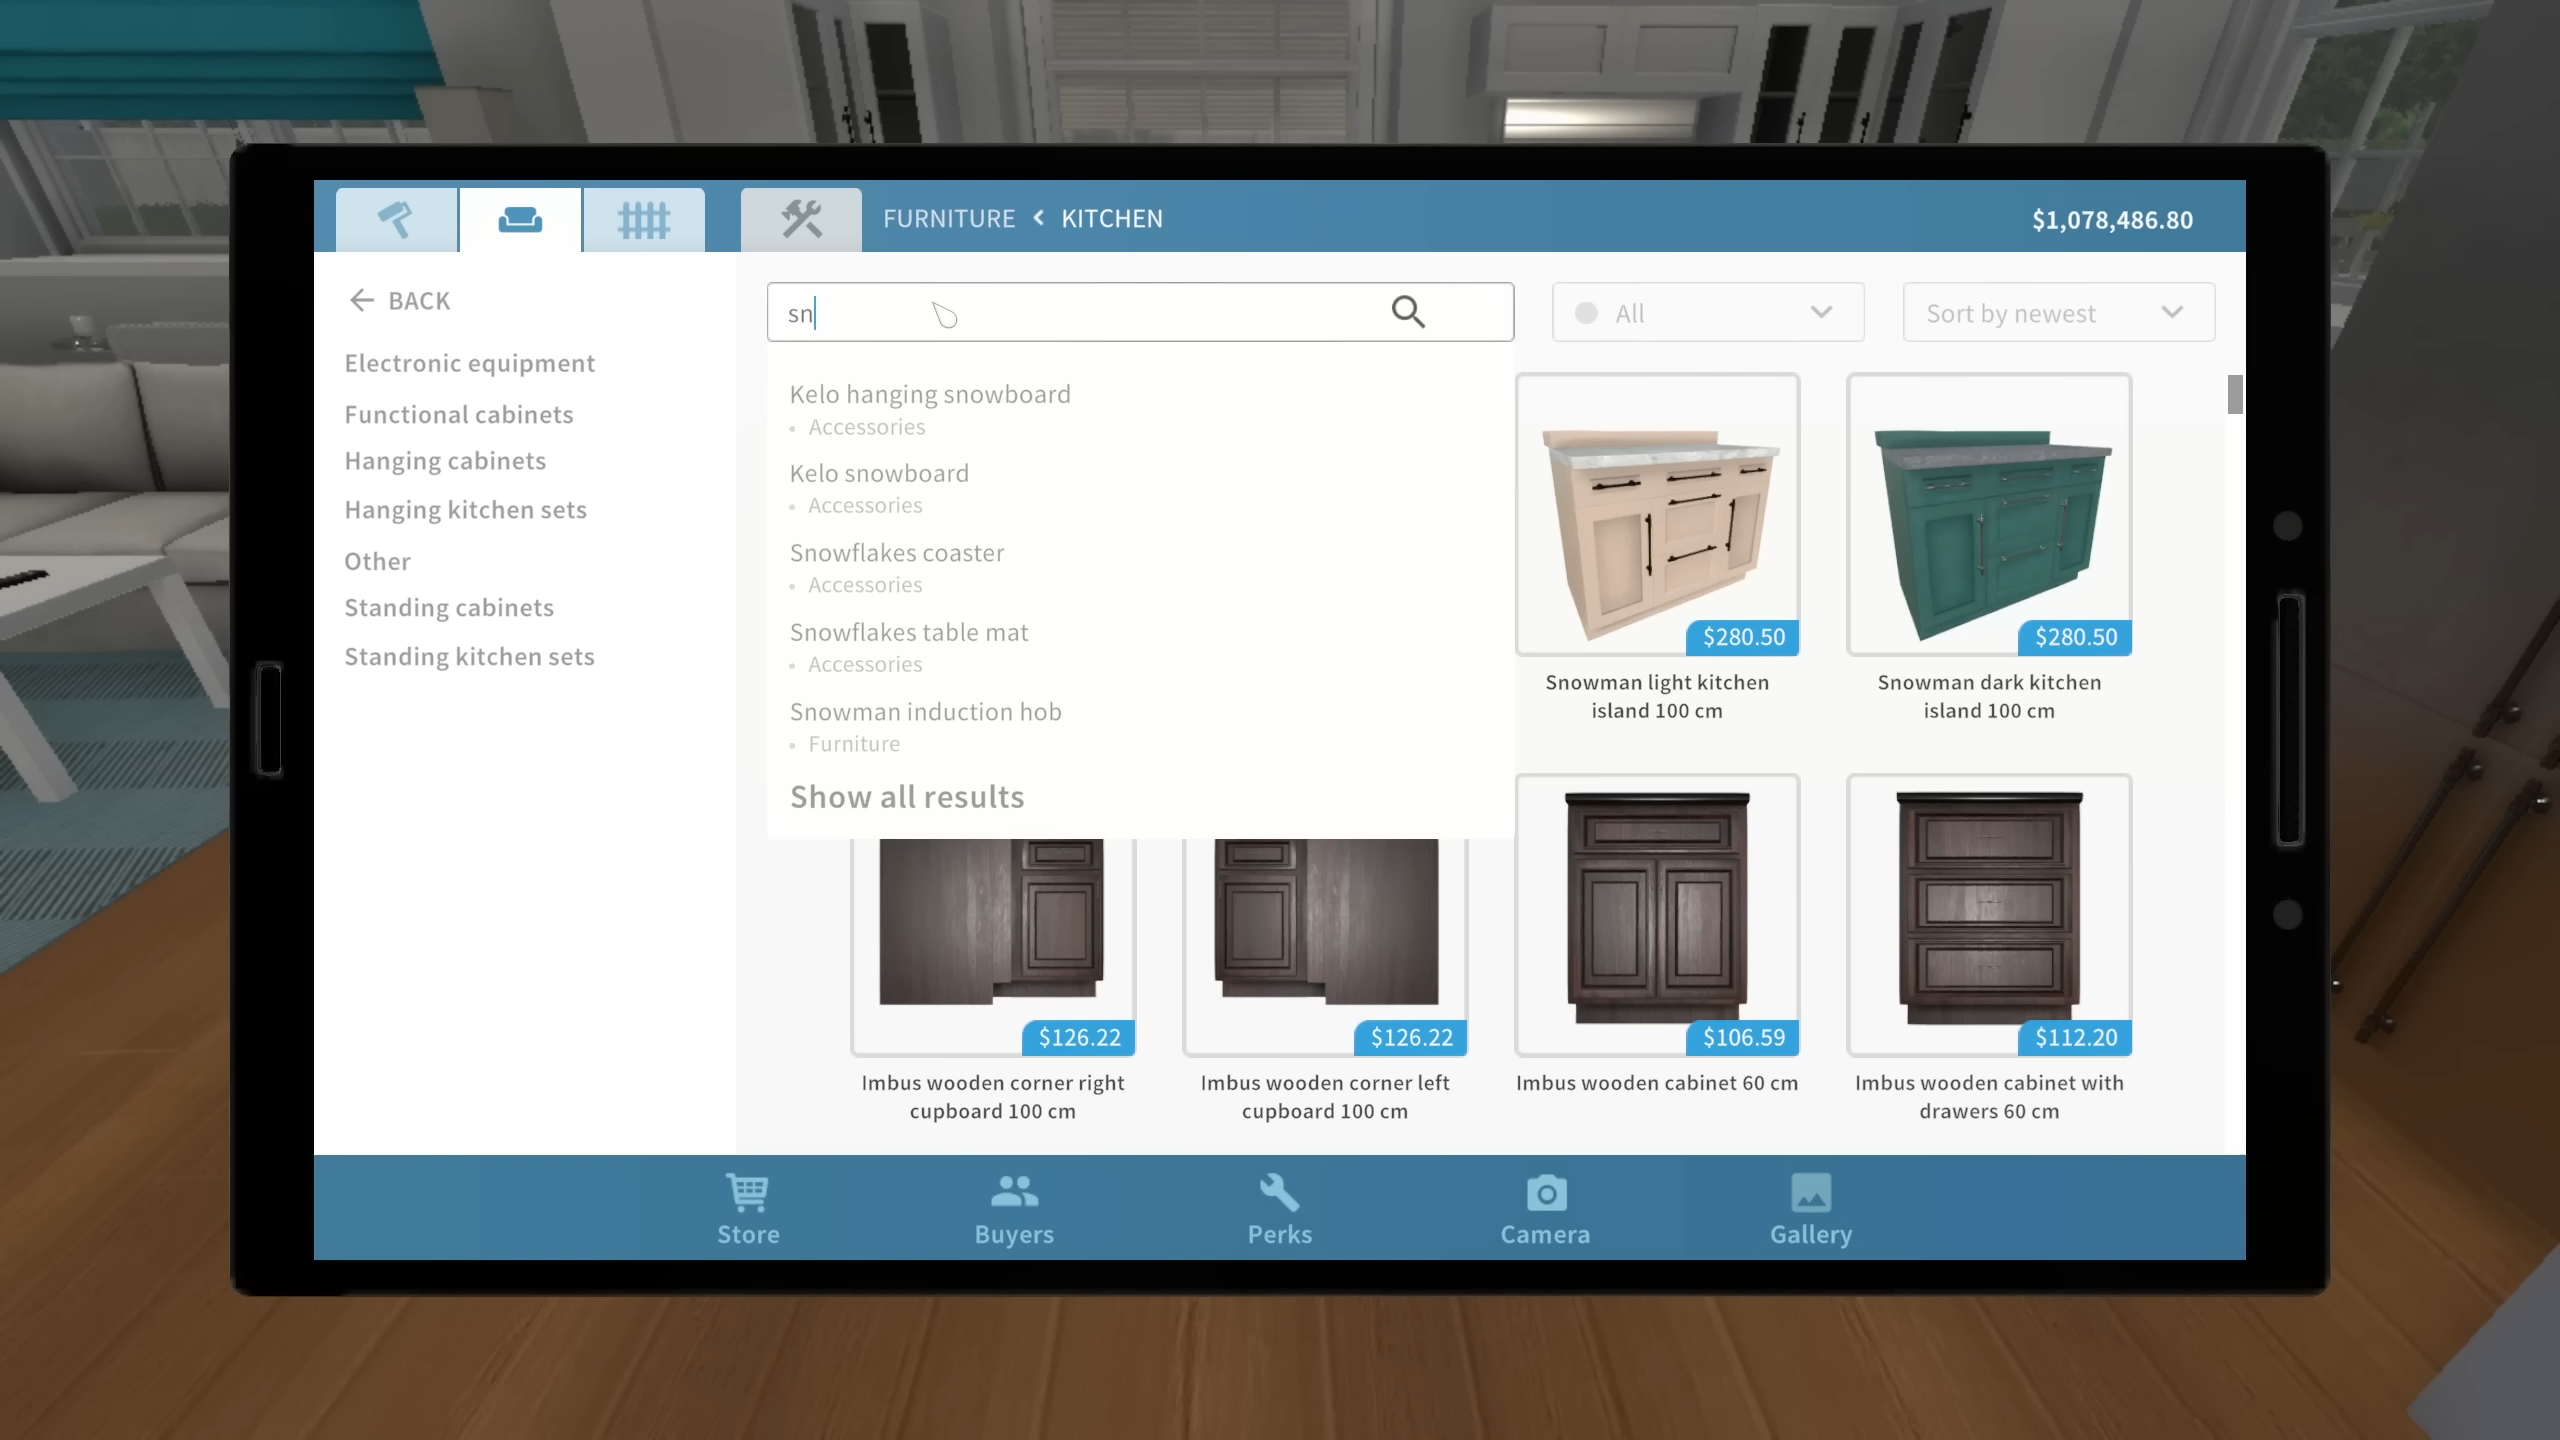 FURNITURE < KITCHEN
$1,078,486.80
BACK
Electronic equipment
Functional cabinets
Hanging cabinets
Hanging kitchen sets
Other
Standing cabinets
Standing kitchen sets
sn
All
Sort by newest
Kelo hanging snowboard
• Accessories
Kelo snowboard
• Accessories
Snowflakes coaster
• Accessories
Snowflakes table mat
• Accessories
Snowman induction hob
• Furniture
Show all results
$280.50
Snowman light kitchen
island 100 cm
$280.50
Snowman dark kitchen
island 100 cm
$126.22
Imbus wooden corner right
cupboard 100 cm
$126.22
Imbus wooden corner left
cupboard 100 cm
$106.59
Imbus wooden cabinet 60 cm
$112.20
Imbus wooden cabinet with
drawers 60 cm
Store
Buyers
Perks
Camera
Gallery